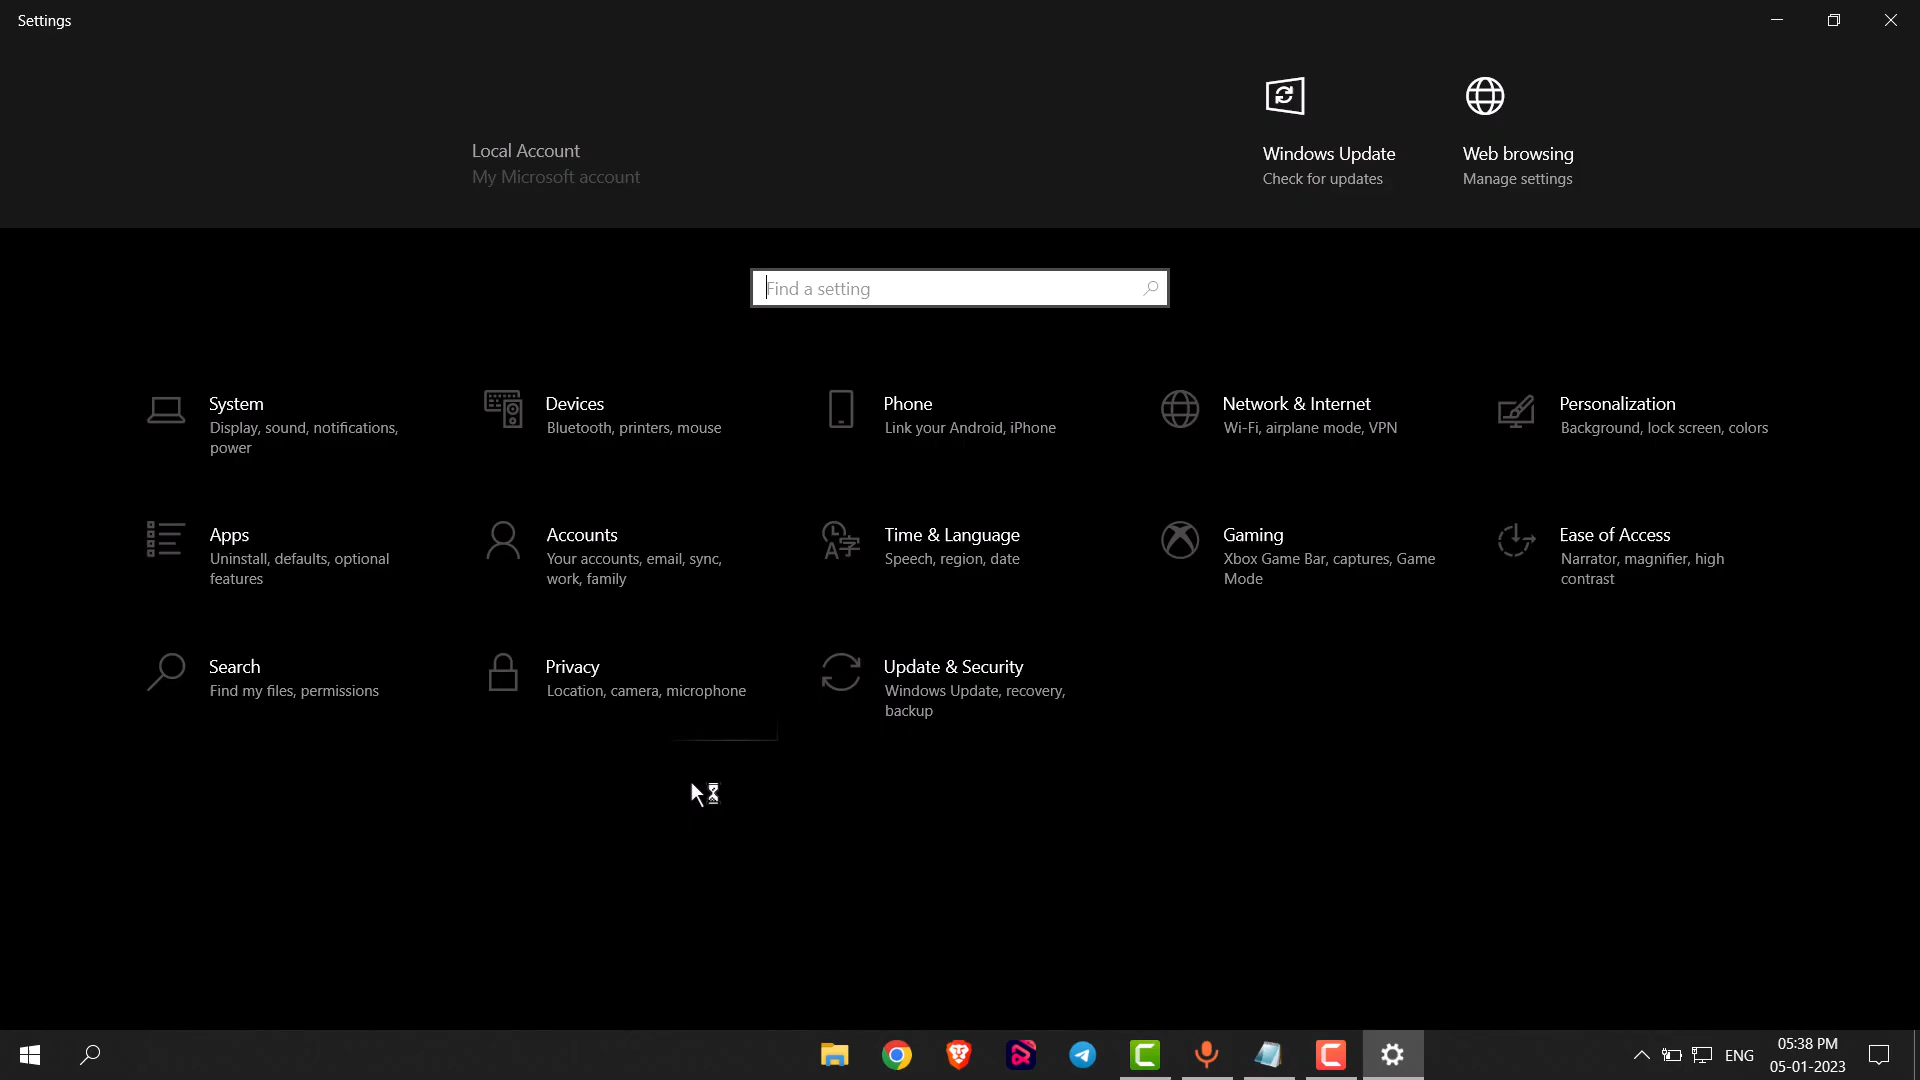 Settings
Local Account
My Microsoft account
Windows Update
Check for updates
Web browsing
Manage settings
Find a setting
System
Display, sound, notifications,
power
Devices
Bluetooth, printers, mouse
Phone
Link your Android, iPhone
Network & Internet
Wi-Fi, airplane mode, VPN
Personalization
Background, lock screen, colors
Apps
Uninstall, defaults, optional
features
Accounts
Your accounts, email, sync,
work, family
Time & Language
Speech, region, date
Gaming
Xbox Game Bar, captures, Game
Mode
Ease of Access
Narrator, magnifier, high
contrast
Search
Find my files, permissions
Privacy
Location, camera, microphone
Update & Security
Windows Update, recovery,
backup
ENG
05:38 PM
05-01-2023